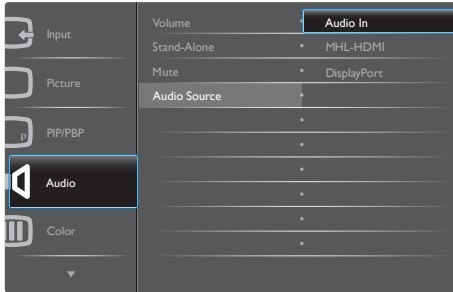 Input
Picture
P
PIP/PBP
Audio
Color
Volume
Stand-Alone
Mute
Audio Source
Audio In
MHL-HDMI
DisplayPort